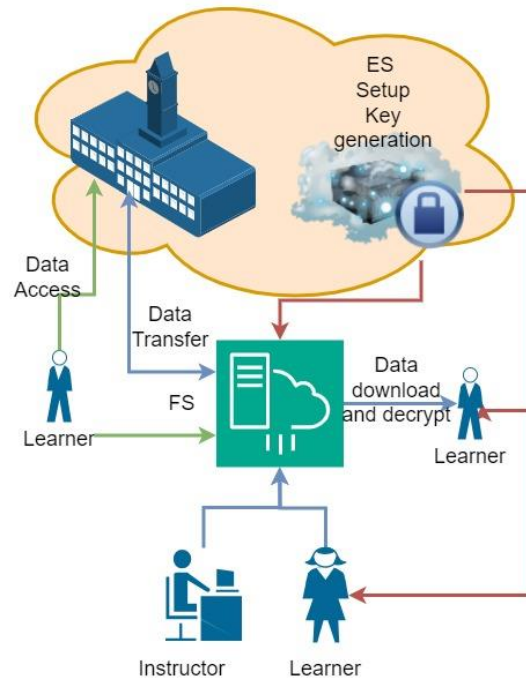 ES
Setup
Key
generation
Data
Access
Data
Transfer
FS
Data
download
and decrypt
Learner
Learner
Instructor
Learner